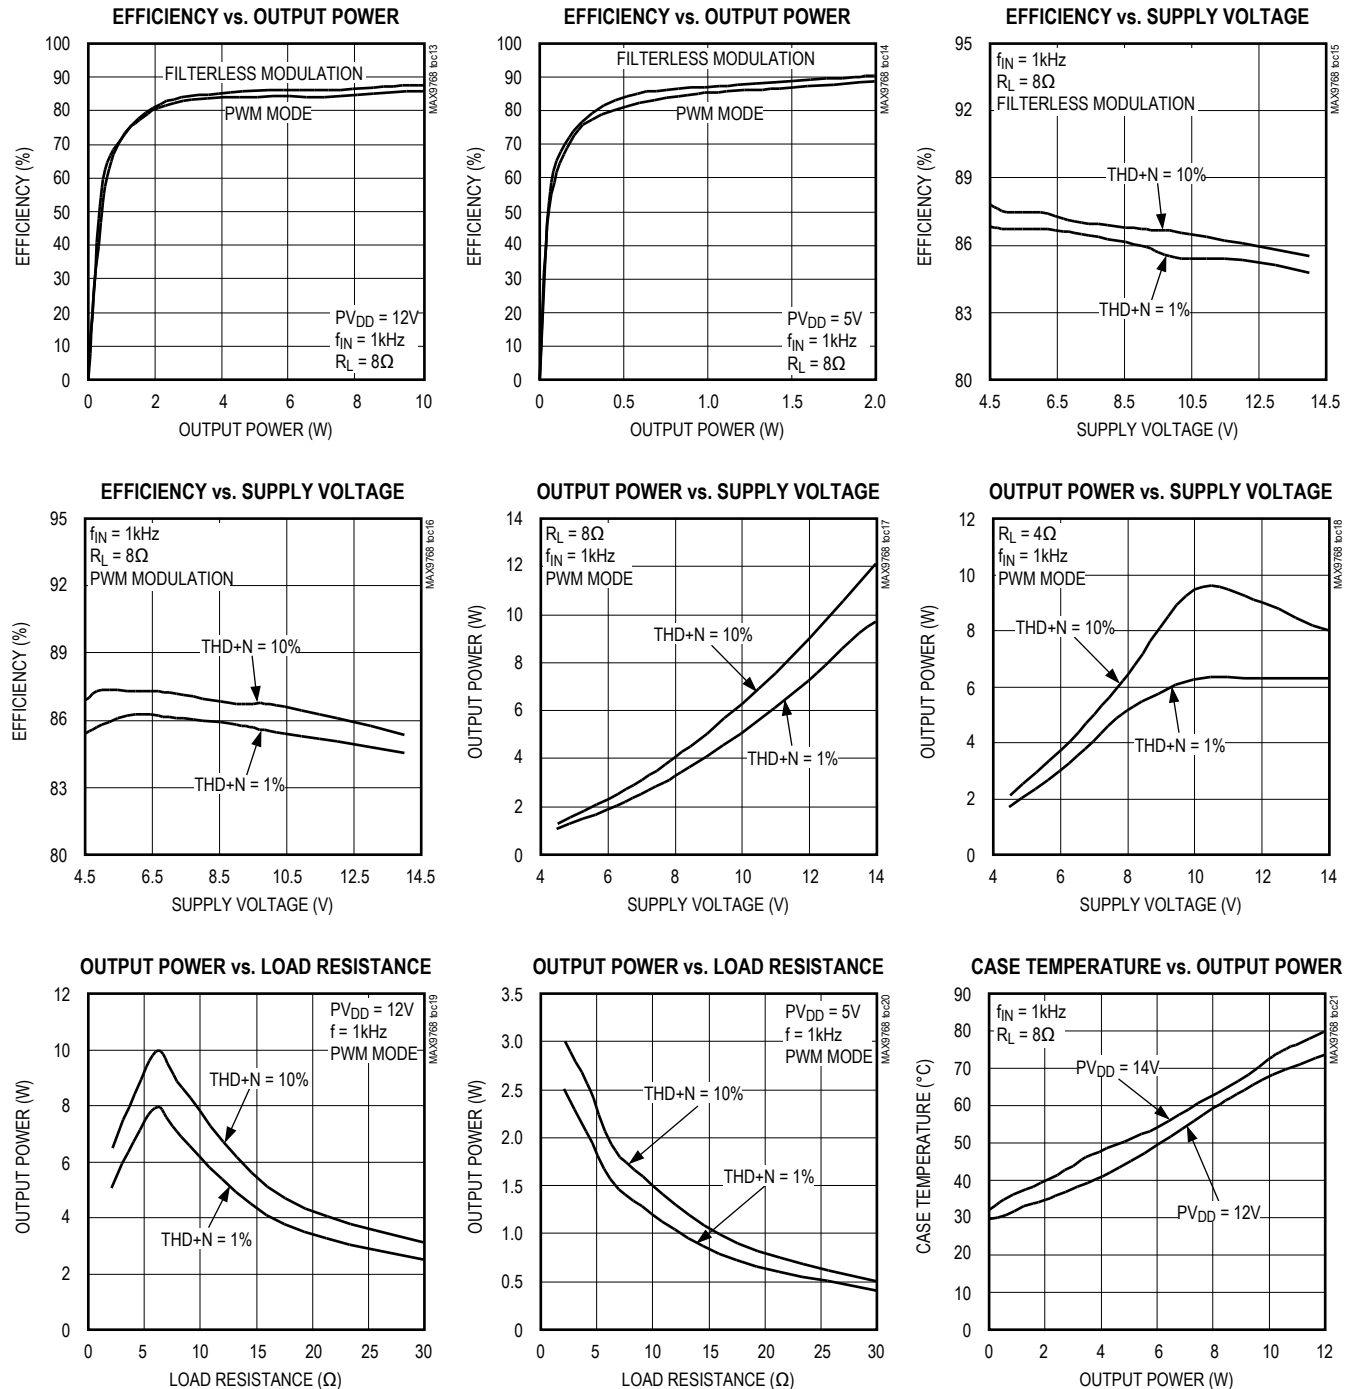 EFFICIENCY vs. OUTPUT POWER
MAX9768 toc13
EFFICIENCY (%)
100
90
80
70
60
50
40
30
20
10
0
FILTERLESS MODULATION
PWM MODE
PVDD = 12V
fIN = 1kHz
RL = 8Ω
0 2 4 6 8 10
OUTPUT POWER (W)
EFFICIENCY vs. OUTPUT POWER
MAX9768 toc14
EFFICIENCY (%)
100
90
80
70
60
50
40
30
20
10
0
FILTERLESS MODULATION
PWM MODE
PVDD = 5V
fIN = 1kHz
RL = 8Ω
0 0.5 1.0 1.5 2.0
OUTPUT POWER (W)
EFFICIENCY vs. SUPPLY VOLTAGE
MAX9768 toc15
EFFICIENCY (%)
95
92
89
86
83
80
fIN = 1kHz
RL = 8Ω
FILTERLESS MODULATION
THD+N = 10%
THD+N = 1%
4.5 6.5 8.5 10.5 12.5 14.5
SUPPLY VOLTAGE (V)
EFFICIENCY vs. SUPPLY VOLTAGE
MAX9768 toc16
EFFICIENCY (%)
95
92
89
86
83
80
fIN = 1kHz
RL = 8Ω
PWM MODULATION
THD+N = 10%
THD+N = 1%
4.5 6.5 8.5 10.5 12.5 14.5
SUPPLY VOLTAGE (V)
OUTPUT POWER vs. SUPPLY VOLTAGE
MAX9768 toc17
OUTPUT POWER (W)
14
12
10
8
6
4
2
0
RL = 8Ω
fIN = 1kHz
PWM MODE
THD+N = 10%
THD+N = 1%
4 6 8 10 12 14
SUPPLY VOLTAGE (V)
OUTPUT POWER vs. SUPPLY VOLTAGE
MAX9768 toc18
OUTPUT POWER (W)
12
10
8
6
4
2
0
RL = 4Ω
fIN = 1kHz
PWM MODE
THD+N = 10%
THD+N = 1%
4 6 8 10 12 14
SUPPLY VOLTAGE (V)
OUTPUT POWER vs. LOAD RESISTANCE
MAX9768 toc19
OUTPUT POWER (W)
12
10
8
6
4
2
0
PVDD = 12V
f = 1kHz
PWM MODE
THD+N = 10%
THD+N = 1%
0 5 10 15 20 25 30
LOAD RESISTANCE (Ω)
OUTPUT POWER vs. LOAD RESISTANCE
MAX9768 toc20
OUTPUT POWER (W)
3.5
3.0
2.5
2.0
1.5
1.0
0.5
0
PVDD = 5V
f = 1kHz
PWM MODE
THD+N = 10%
THD+N = 1%
0 5 10 15 20 25 30
LOAD RESISTANCE (Ω)
CASE TEMPERATURE vs. OUTPUT POWER
MAX9768 toc21
CASE TEMPERATURE (°C)
90
80
70
60
50
40
30
20
10
0
fIN = 1kHz
RL = 8Ω
PVDD = 14V
PVDD = 12V
0 2 4 6 8 10 12
OUTPUT POWER (W)